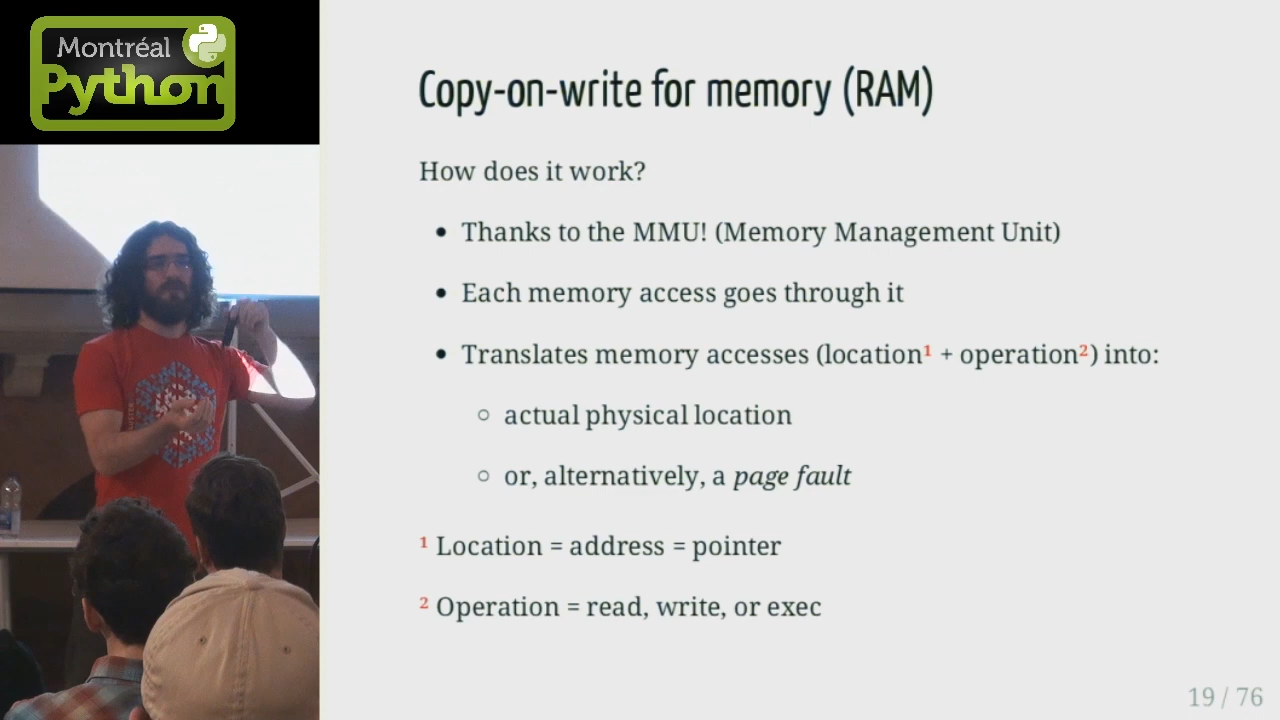 Montréal
Python
Copy-on-write for memory (RAM)
How does it work?
• Thanks to the MMU! (Memory Management Unit)
• Each memory access goes through it
• Translates memory accesses (location¹ + operation²) into:
○ actual physical location
○ or, alternatively, a page fault
¹ Location = address = pointer
² Operation = read, write, or exec
19 / 76